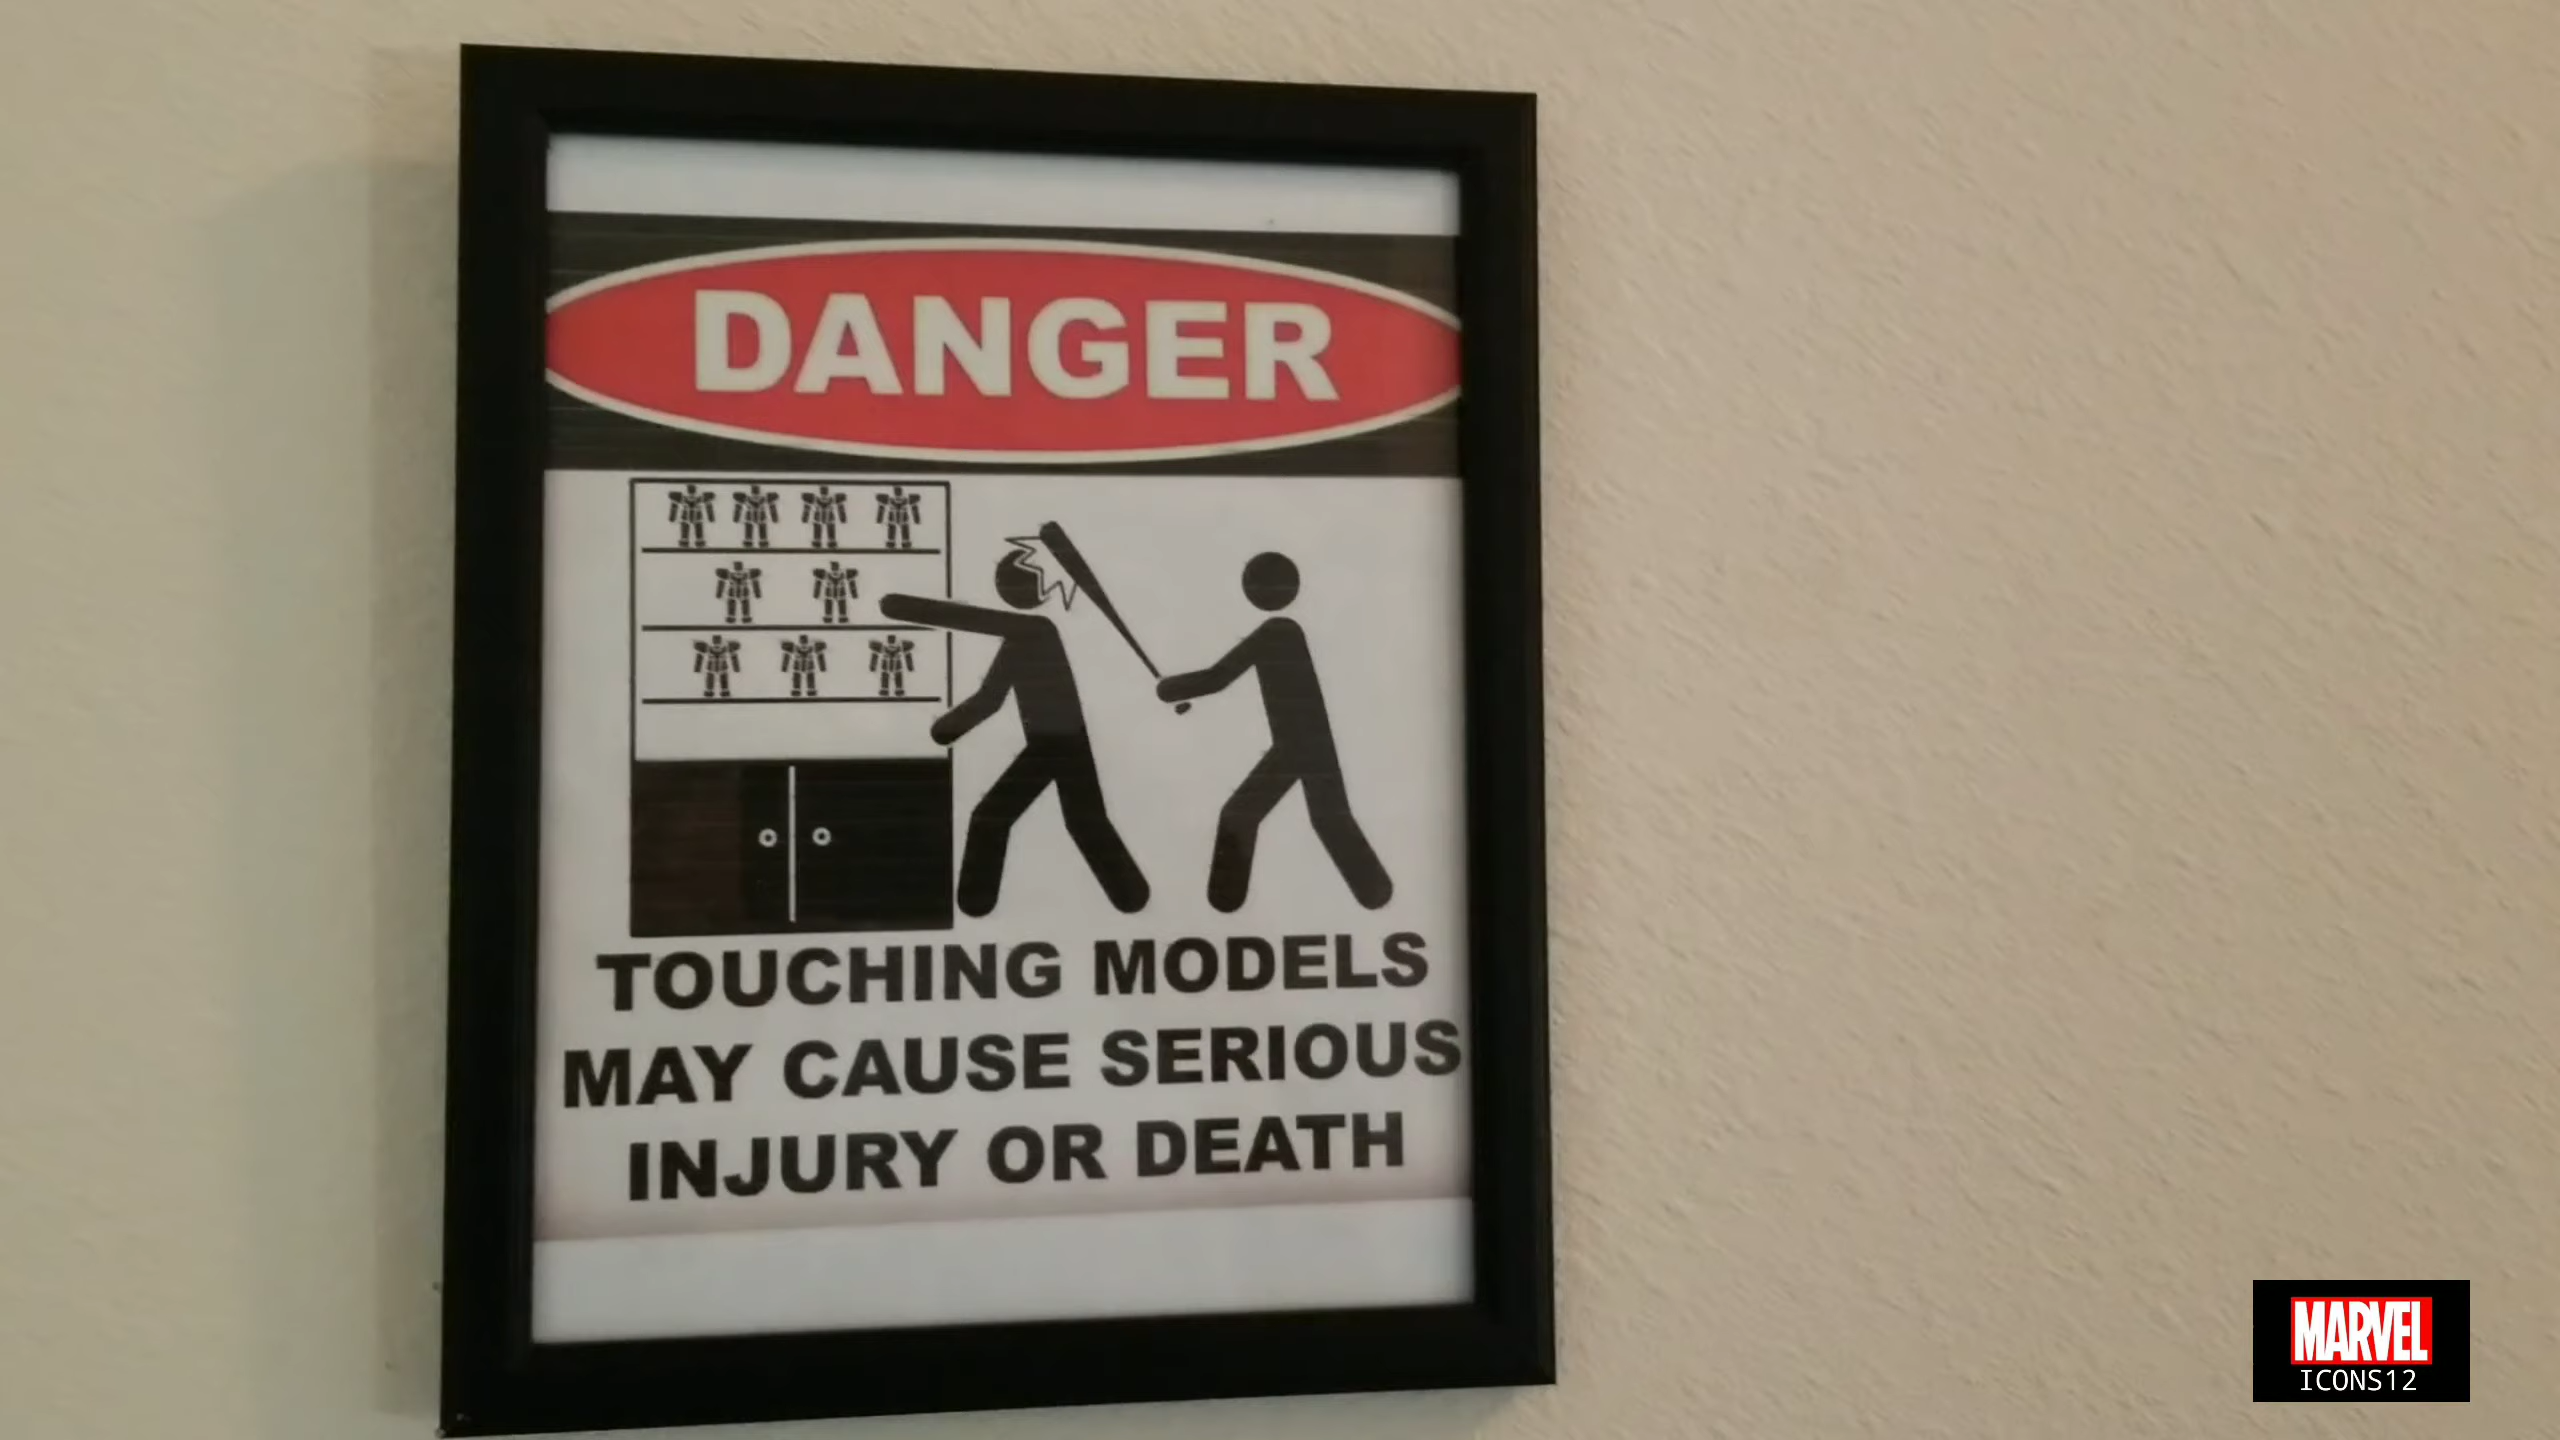 DANGER
TOUCHING MODELS
MAY CAUSE SERIOUS
INJURY OR DEATH
MARVEL
ICONS12